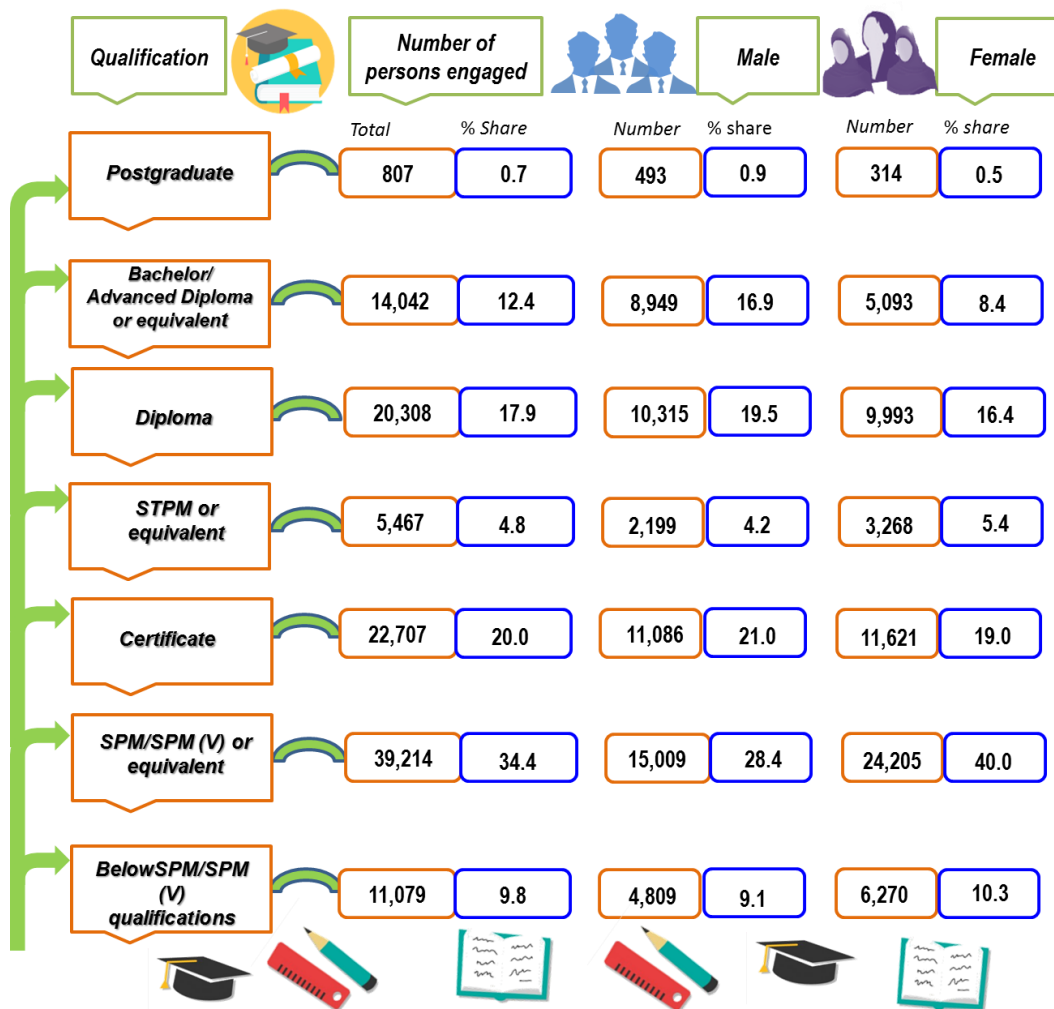 Qualification
Number of
persons engaged
Male
Female
Total % Share Number % share Number % share
Postgraduate 807 0.7 493 0.9 314 0.5
Bachelor/
Advanced Diploma
or equivalent 14,042 12.4 8,949 16.9 5,093 8.4
Diploma 20,308 17.9 10,315 19.5 9,993 16.4
STPM or
equivalent 5,467 4.8 2,199 4.2 3,268 5.4
Certificate 22,707 20.0 11,086 21.0 11,621 19.0
SPM/SPM (V) or
equivalent 39,214 34.4 15,009 28.4 24,205 40.0
BelowSPM/SPM
(V)
qualifications 11,079 9.8 4,809 9.1 6,270 10.3